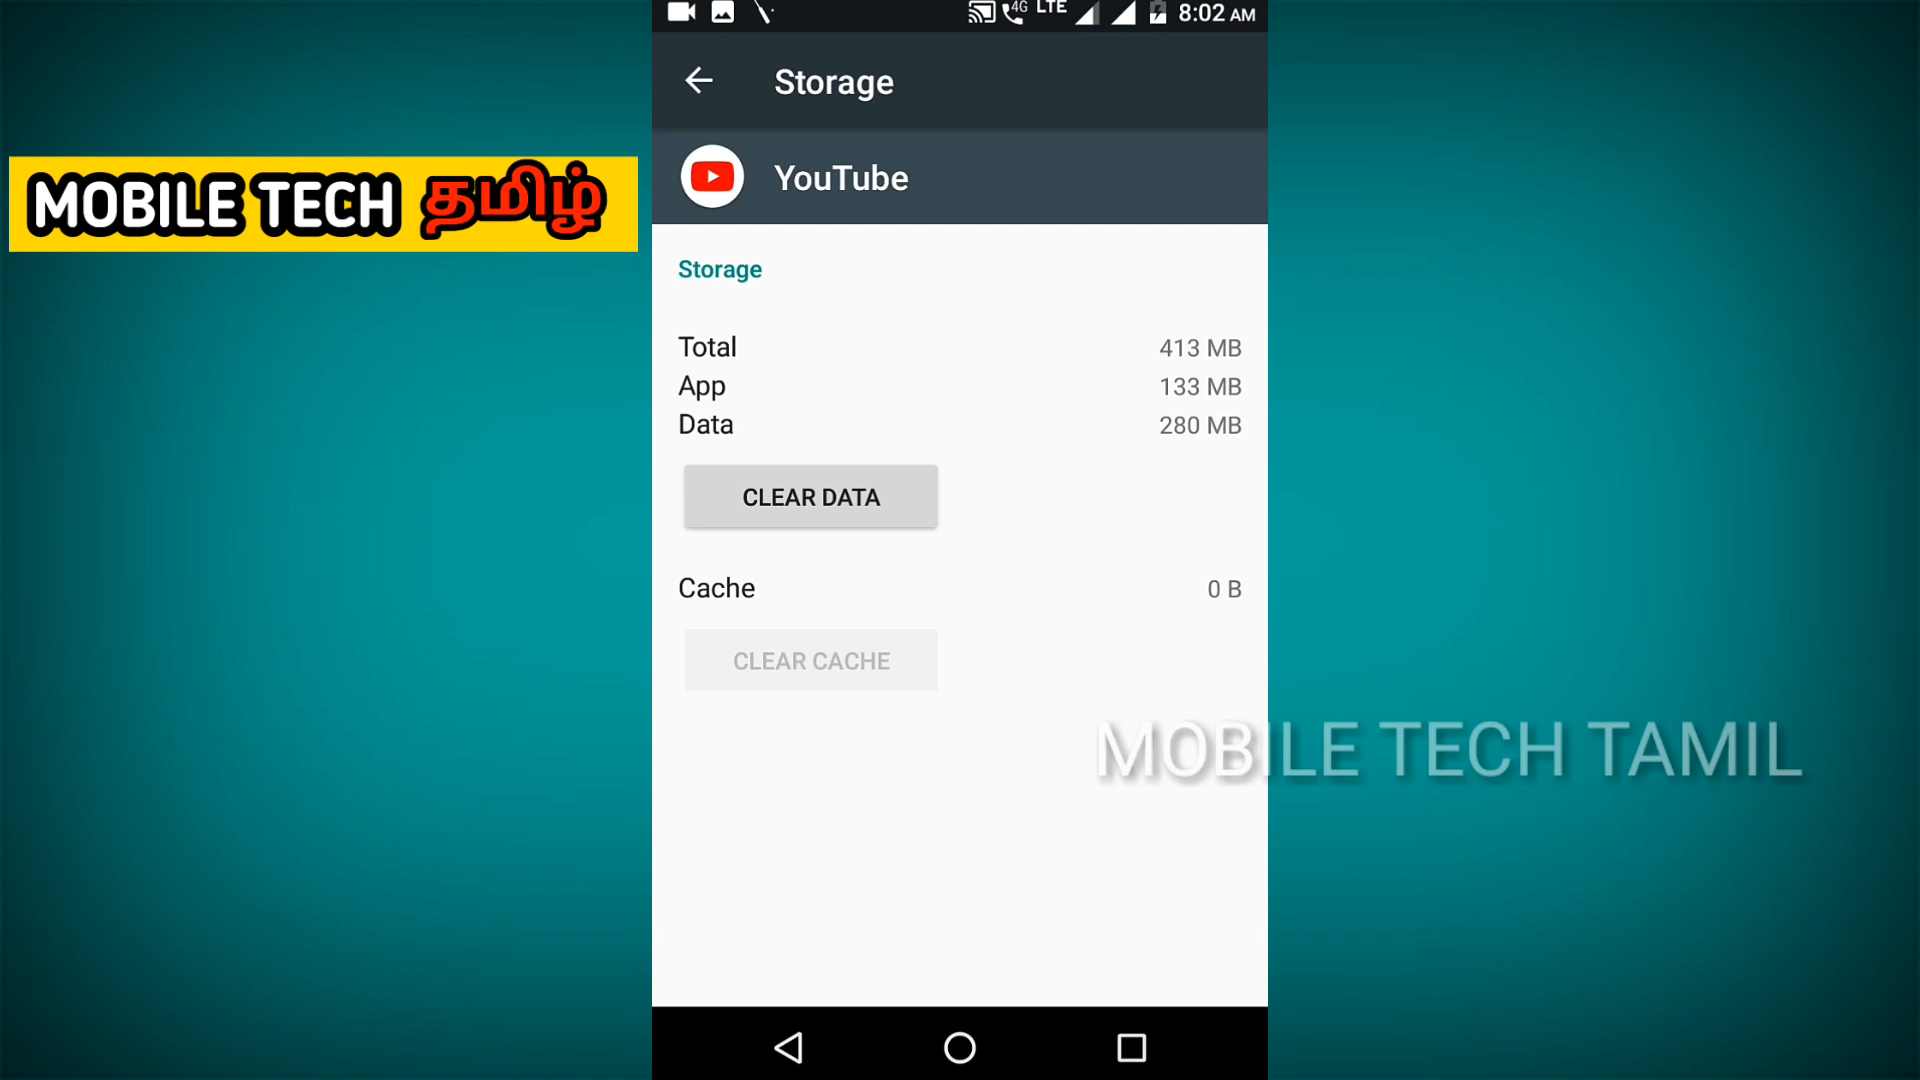 4G LTE 8:02 AM
Storage
MOBILE TECH தமிழ்
YouTube
Storage
Total 413 MB
App 133 MB
Data 280 MB
CLEAR DATA
Cache 0 B
CLEAR CACHE
MOBILE TECH TAMIL